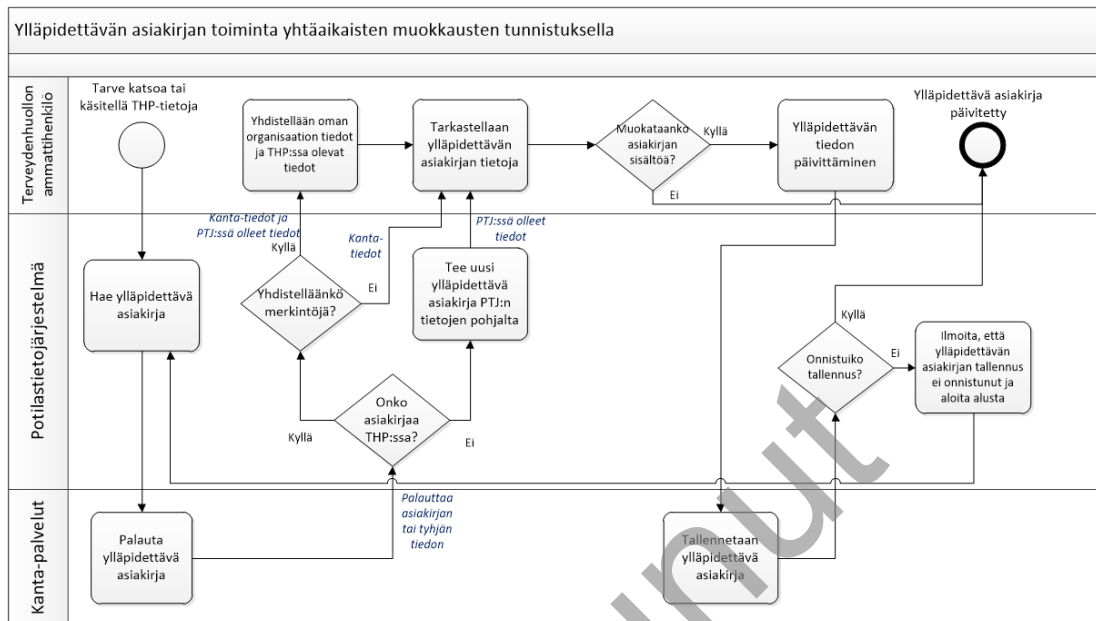 Ylläpidettävän asiakirjan toiminta yhtäaikaisten muokkausten tunnistuksella
Terveydenhuollon
ammattihenkilö
Tarve katsoa tai
käsitellä THP-tietoja
Yhdistellään oman
organisaation tiedot
ja THP:ssa olevat
tiedot
Tarkastellaan
ylläpidettävän
asiakirjan tietoja
Muokataanko
asiakirjan
sisältöä?
Kyllä
Ei
Ylläpidettävän
tiedon
päivittäminen
Ylläpidettävä asiakirja
päivitetty
Potilastietojärjestelmä
Kanta-tiedot ja
PTJ:ssä olleet tiedot
Kyllä
Kanta-
tiedot
PTJ:ssä olleet
tiedot
Hae ylläpidettävä
asiakirja
Yhdistelläänkö
merkintöjä?
Ei
Tee uusi
ylläpidettävä
asiakirja PTJ:n
tietojen pohjalta
Onko
asiakirjaa
THP:ssa?
Kyllä
Ei
Kyllä
Onnistuiko
tallennus?
Ei
Ilmoita, että
ylläpidettävän
asiakirjan tallennus
ei onnistunut ja
aloita alusta
Kanta-palvelut
Palauta
ylläpidettävä
asiakirja
Palauttaa
asiakirjan
tai tyhjän
tiedon
Tallennetaan
ylläpidettävä
asiakirja